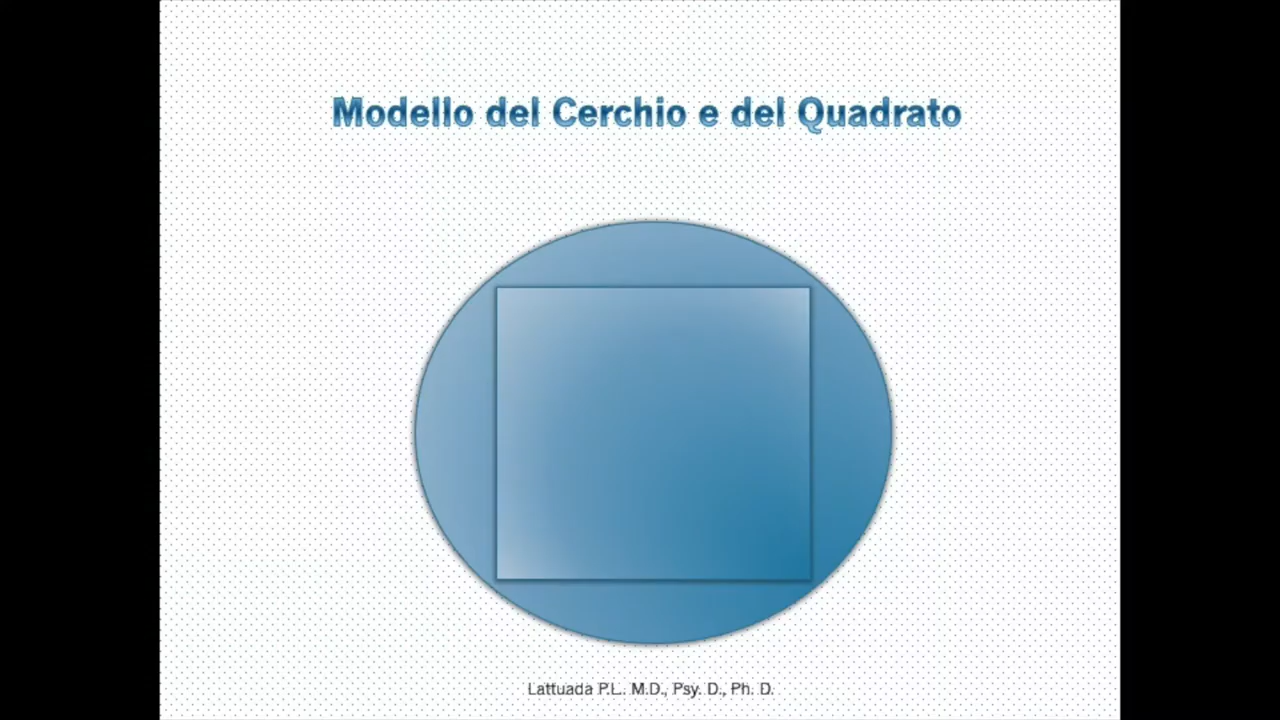 Modello del Cerchio e del Quadrato
Lattuada P.L. M.D., Psy. D., Ph. D.